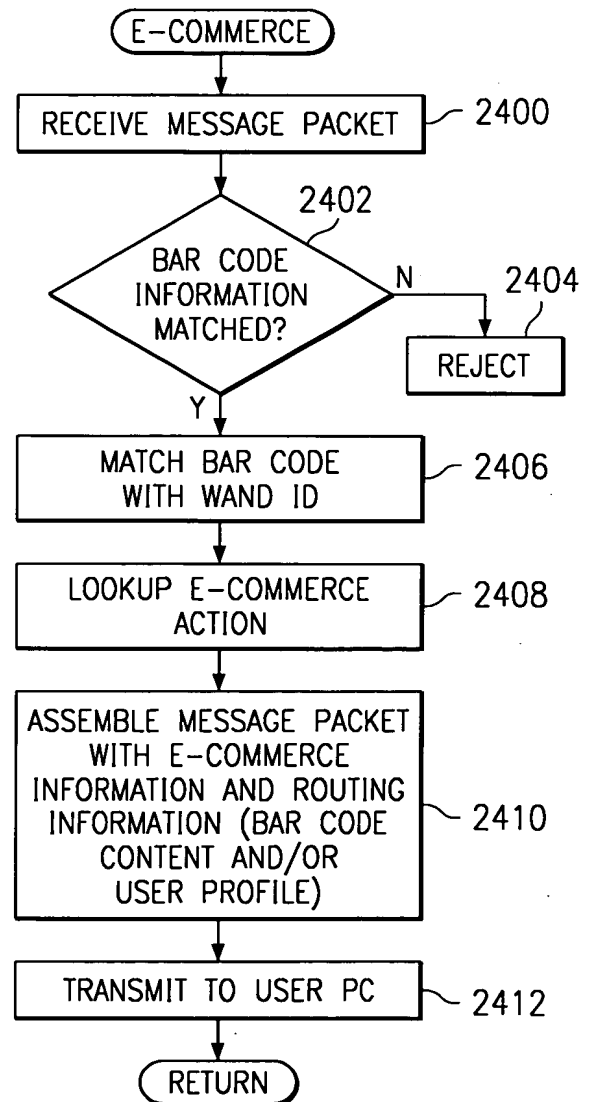 E-COMMERCE
RECEIVE MESSAGE PACKET
2400
2402
BAR CODE
INFORMATION
MATCHED?
N
2404
REJECT
Y
MATCH BAR CODE
WITH WAND ID
2406
LOOKUP E-COMMERCE
ACTION
2408
ASSEMBLE MESSAGE PACKET
WITH E-COMMERCE
INFORMATION AND ROUTING
INFORMATION (BAR CODE
CONTENT AND/OR
USER PROFILE)
2410
TRANSMIT TO USER PC
2412
RETURN